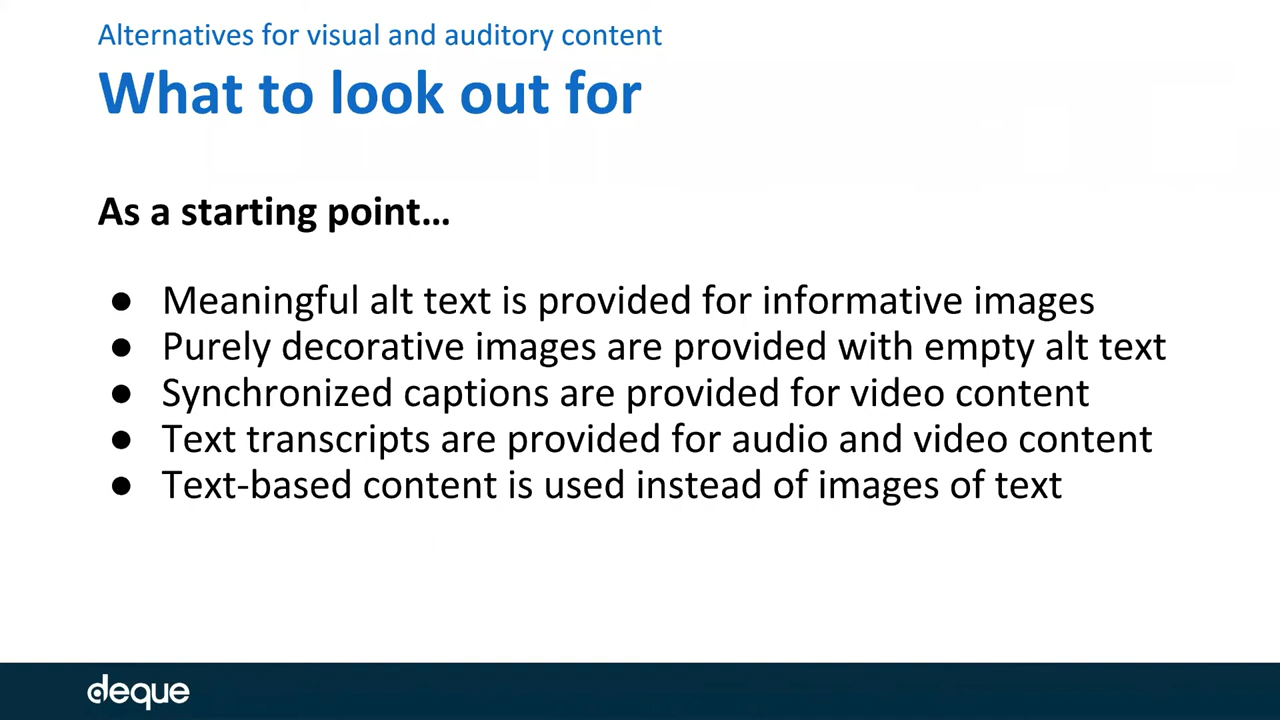 Alternatives for visual and auditory content
What to look out for
As a starting point…
● Meaningful alt text is provided for informative images
● Purely decorative images are provided with empty alt text
● Synchronized captions are provided for video content
● Text transcripts are provided for audio and video content
● Text-based content is used instead of images of text
deque